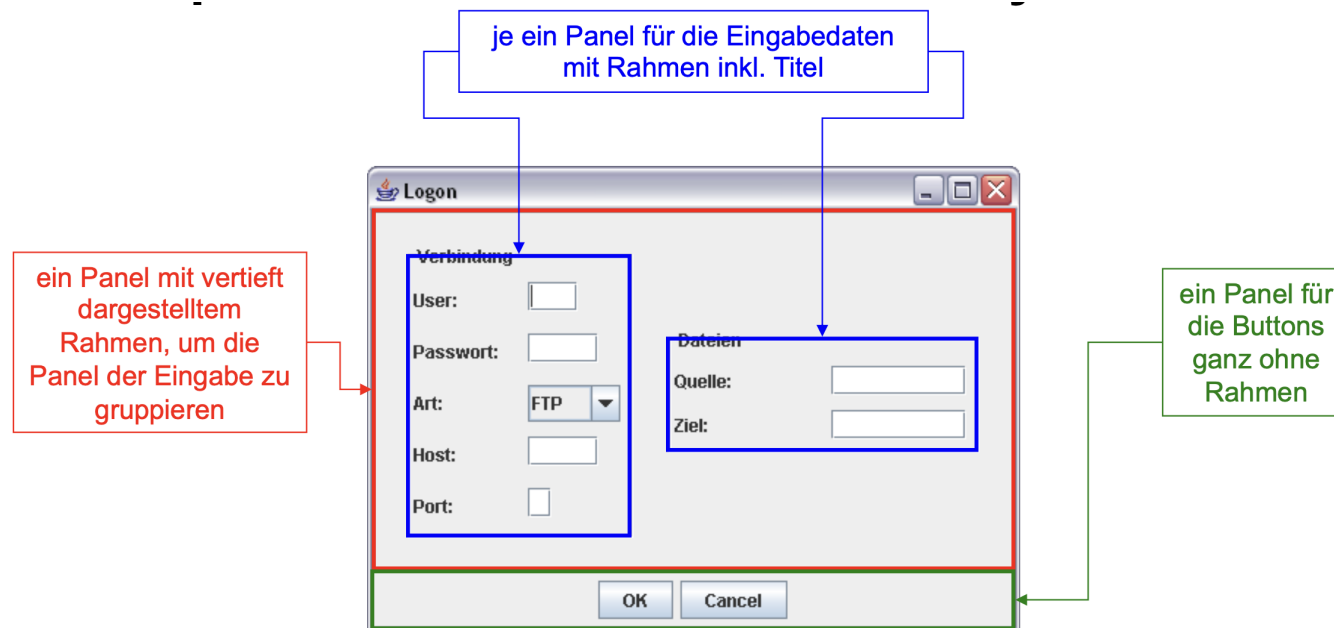 je ein Panel für die Eingabedaten
mit Rahmen inkl. Titel
Logon
ein Panel mit vertieft
dargestelltem
Rahmen, um die
Panel der Eingabe zu
gruppieren
Verbindung
User:
Passwort:
Art: FTP
Host:
Port:
Dateien
Quelle:
Ziel:
ein Panel für
die Buttons
ganz ohne
Rahmen
OK Cancel